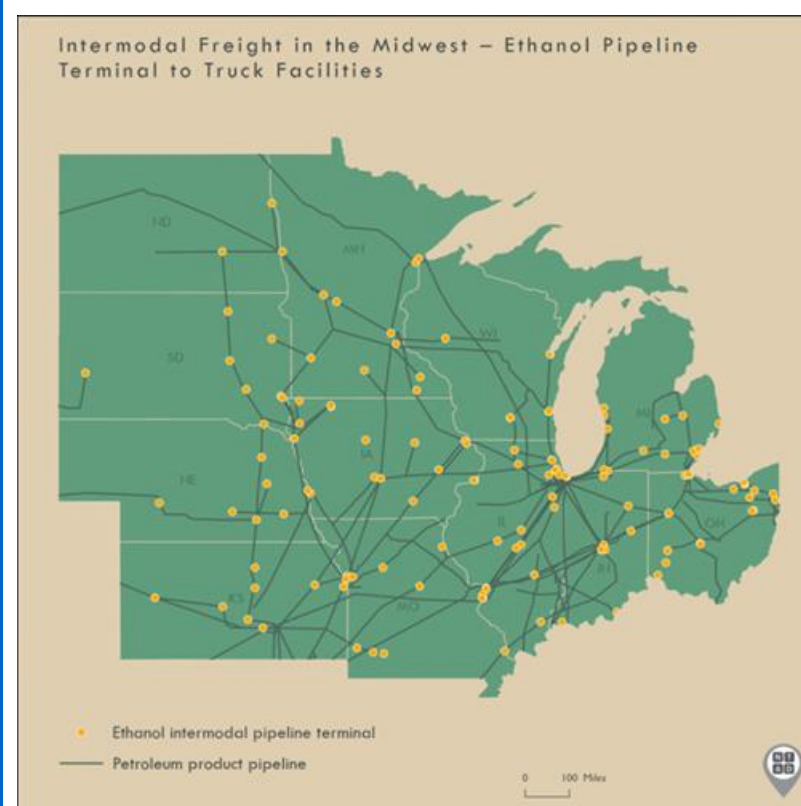 Intermodal Freight in the Midwest – Ethanol Pipeline
Terminal to Truck Facilities
ND
MN
WI
SD
MI
IA
NE
IL
IN
OH
KS
MO
Ethanol intermodal pipeline terminal
Petroleum product pipeline
0 100 Miles
N T
A D